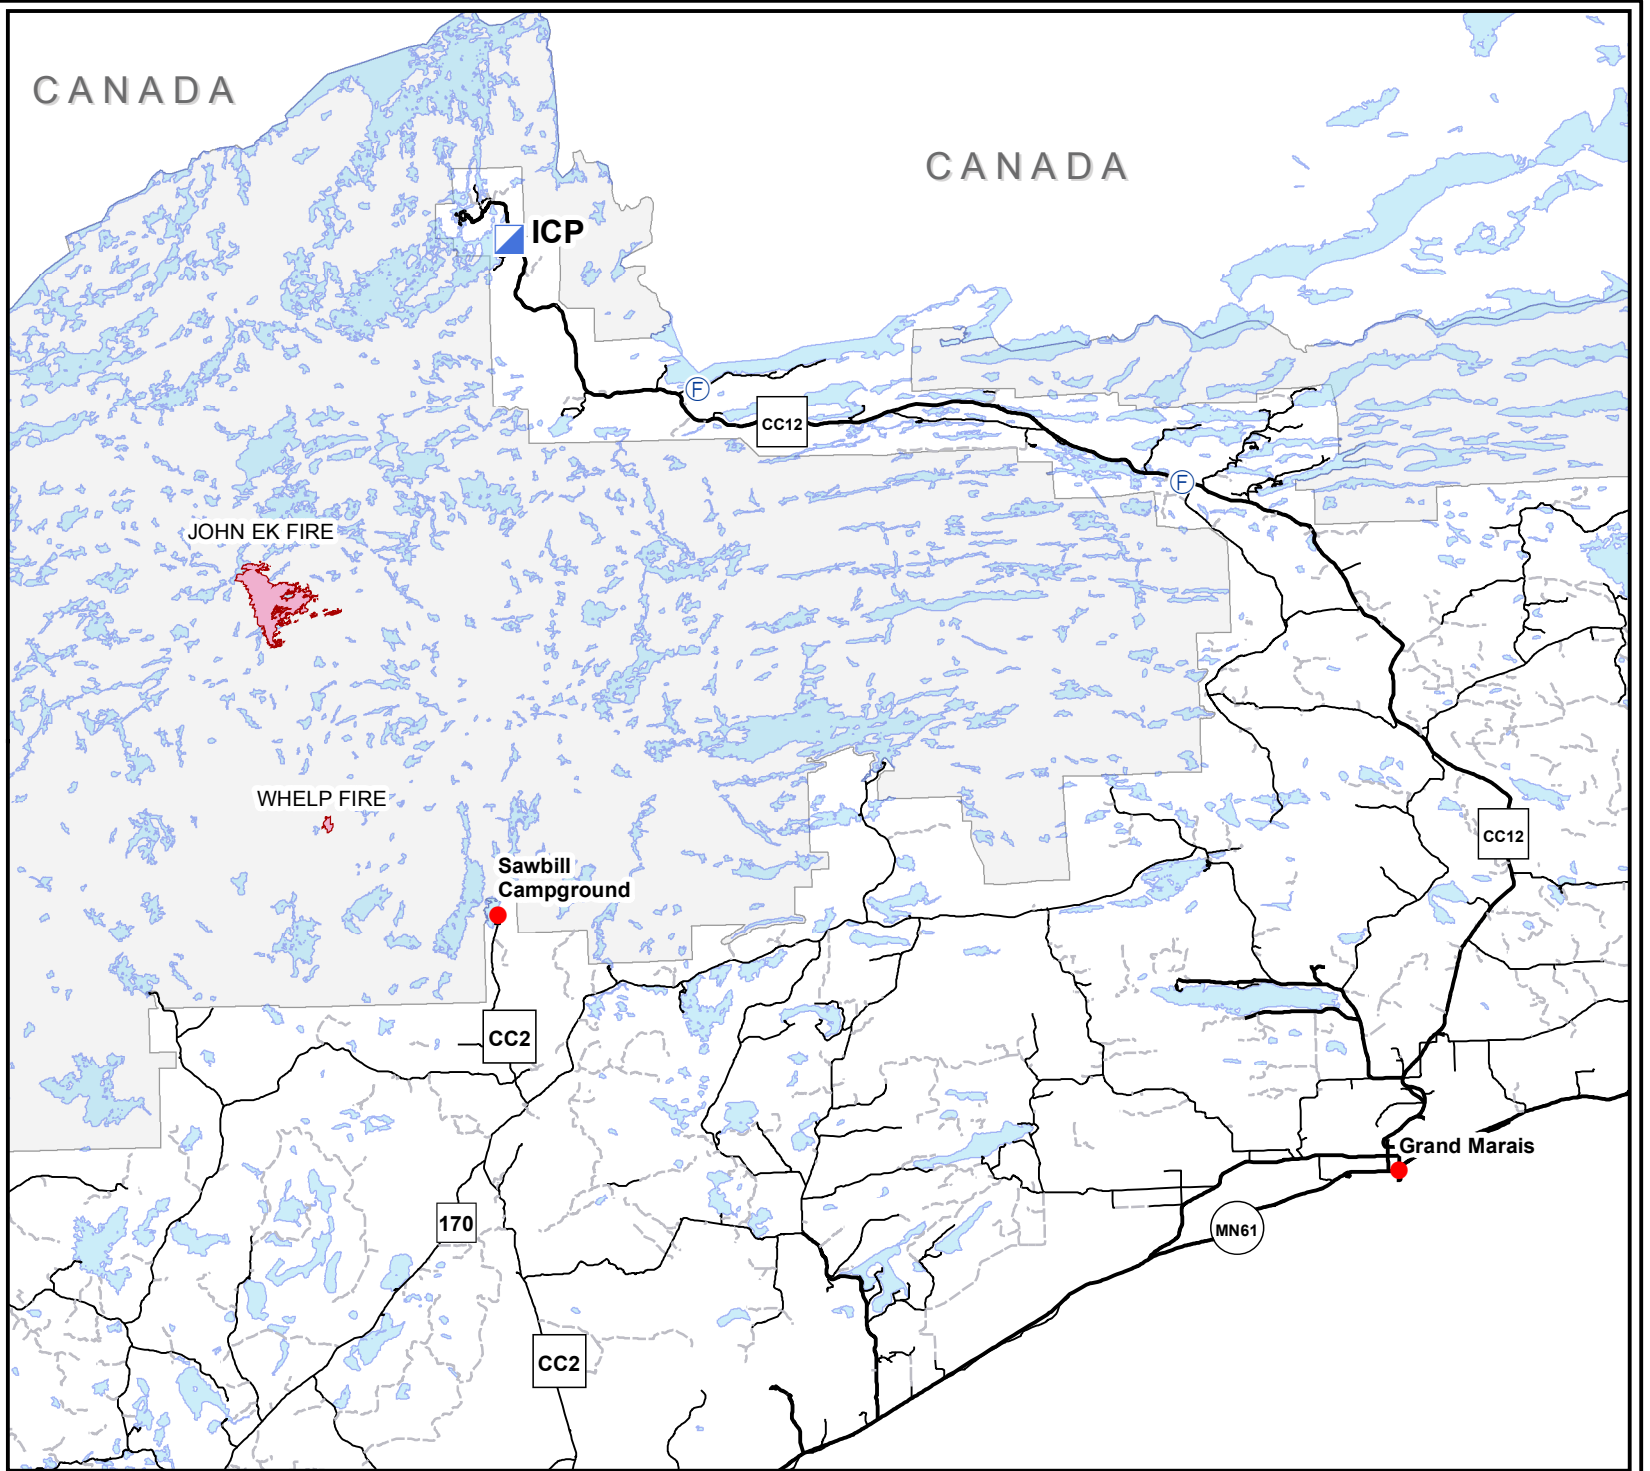 CANADA
CANADA
ICP
F
CC12
F
JOHN EK FIRE
WHELP FIRE
CC12
Sawbill
Campground
CC2
Grand Marais
170
MN61
CC2